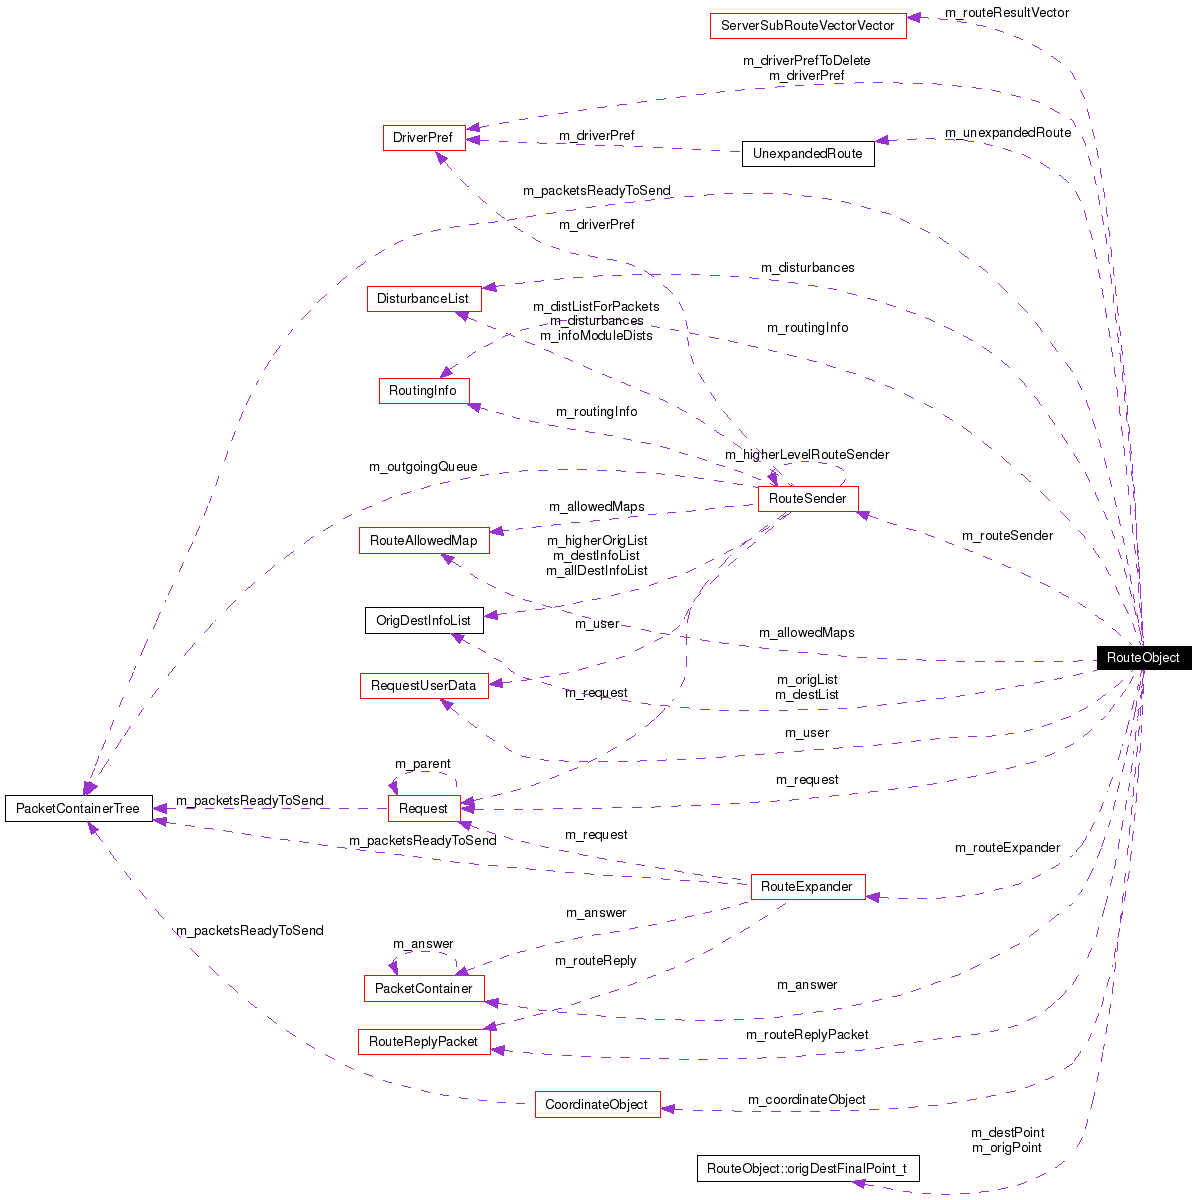 m_routeResultVector
ServerSubRouteVectorVector
m_driverPrefToDelete
m_driverPref
DriverPref
m_driverPref
m_unexpandedRoute
UnexpandedRoute
m_packetsReadyToSend
m_driverPref
m_disturbances
DisturbanceList
m_distListForPackets
m_disturbances
m_infoModuleDists
m_routingInfo
RoutingInfo
m_routingInfo
m_higherLevelRouteSender
m_outgoingQueue
RouteSender
m_allowedMaps
RouteAllowedMap
m_routeSender
m_higherOrigList
m_destInfoList
m_allDestInfoList
OrigDestInfoList
m_user
m_allowedMaps
RouteObject
RequestUserData
m_request
m_origList
m_destList
m_user
m_parent
m_request
PacketContainerTree
m_packetsReadyToSend
Request
m_request
m_packetsReadyToSend
m_routeExpander
RouteExpander
m_answer
m_packetsReadyToSend
m_answer
m_routeReply
PacketContainer
m_answer
RouteReplyPacket
m_routeReplyPacket
CoordinateObject
m_coordinateObject
m_destPoint
m_origPoint
RouteObject::origDestFinalPoint_t